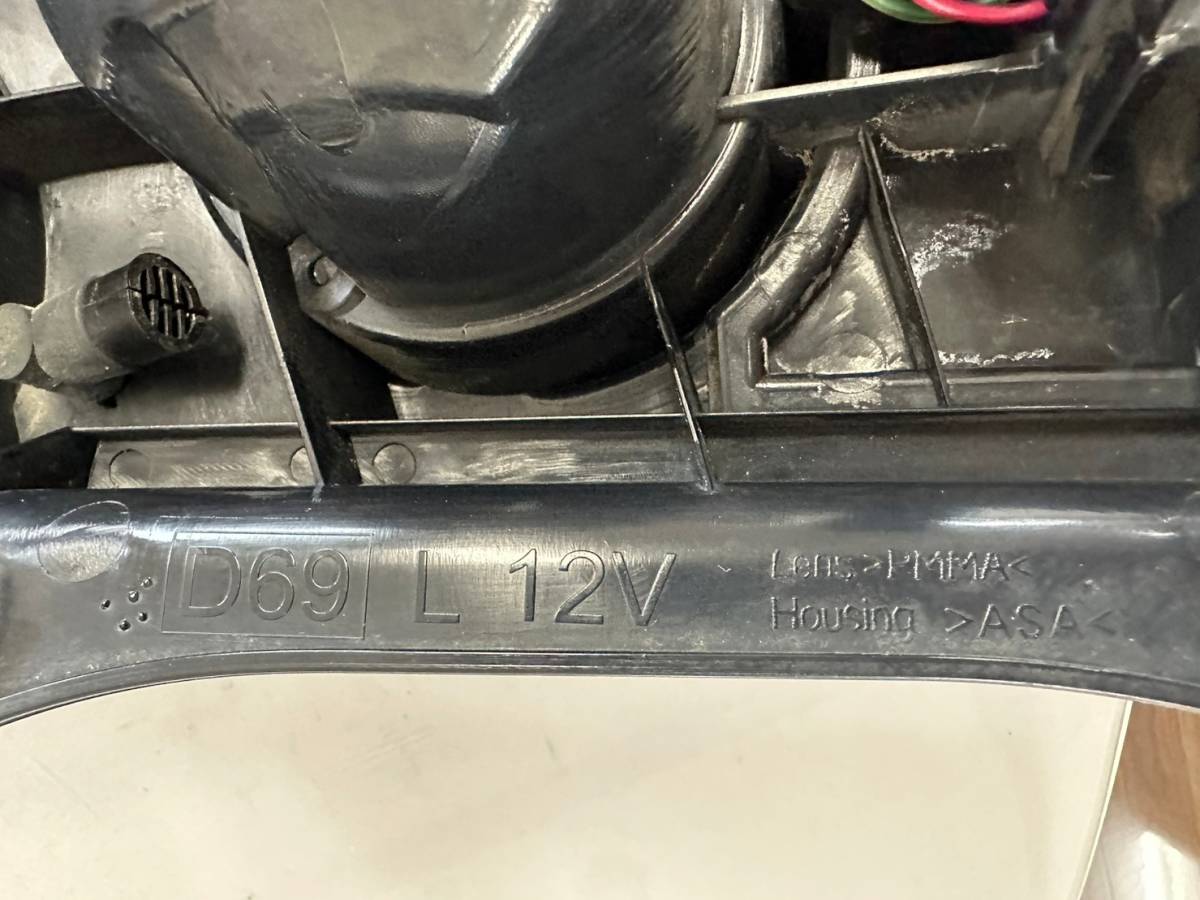 D69 L 12V
Lens>PMMA<
Housing >ASA<